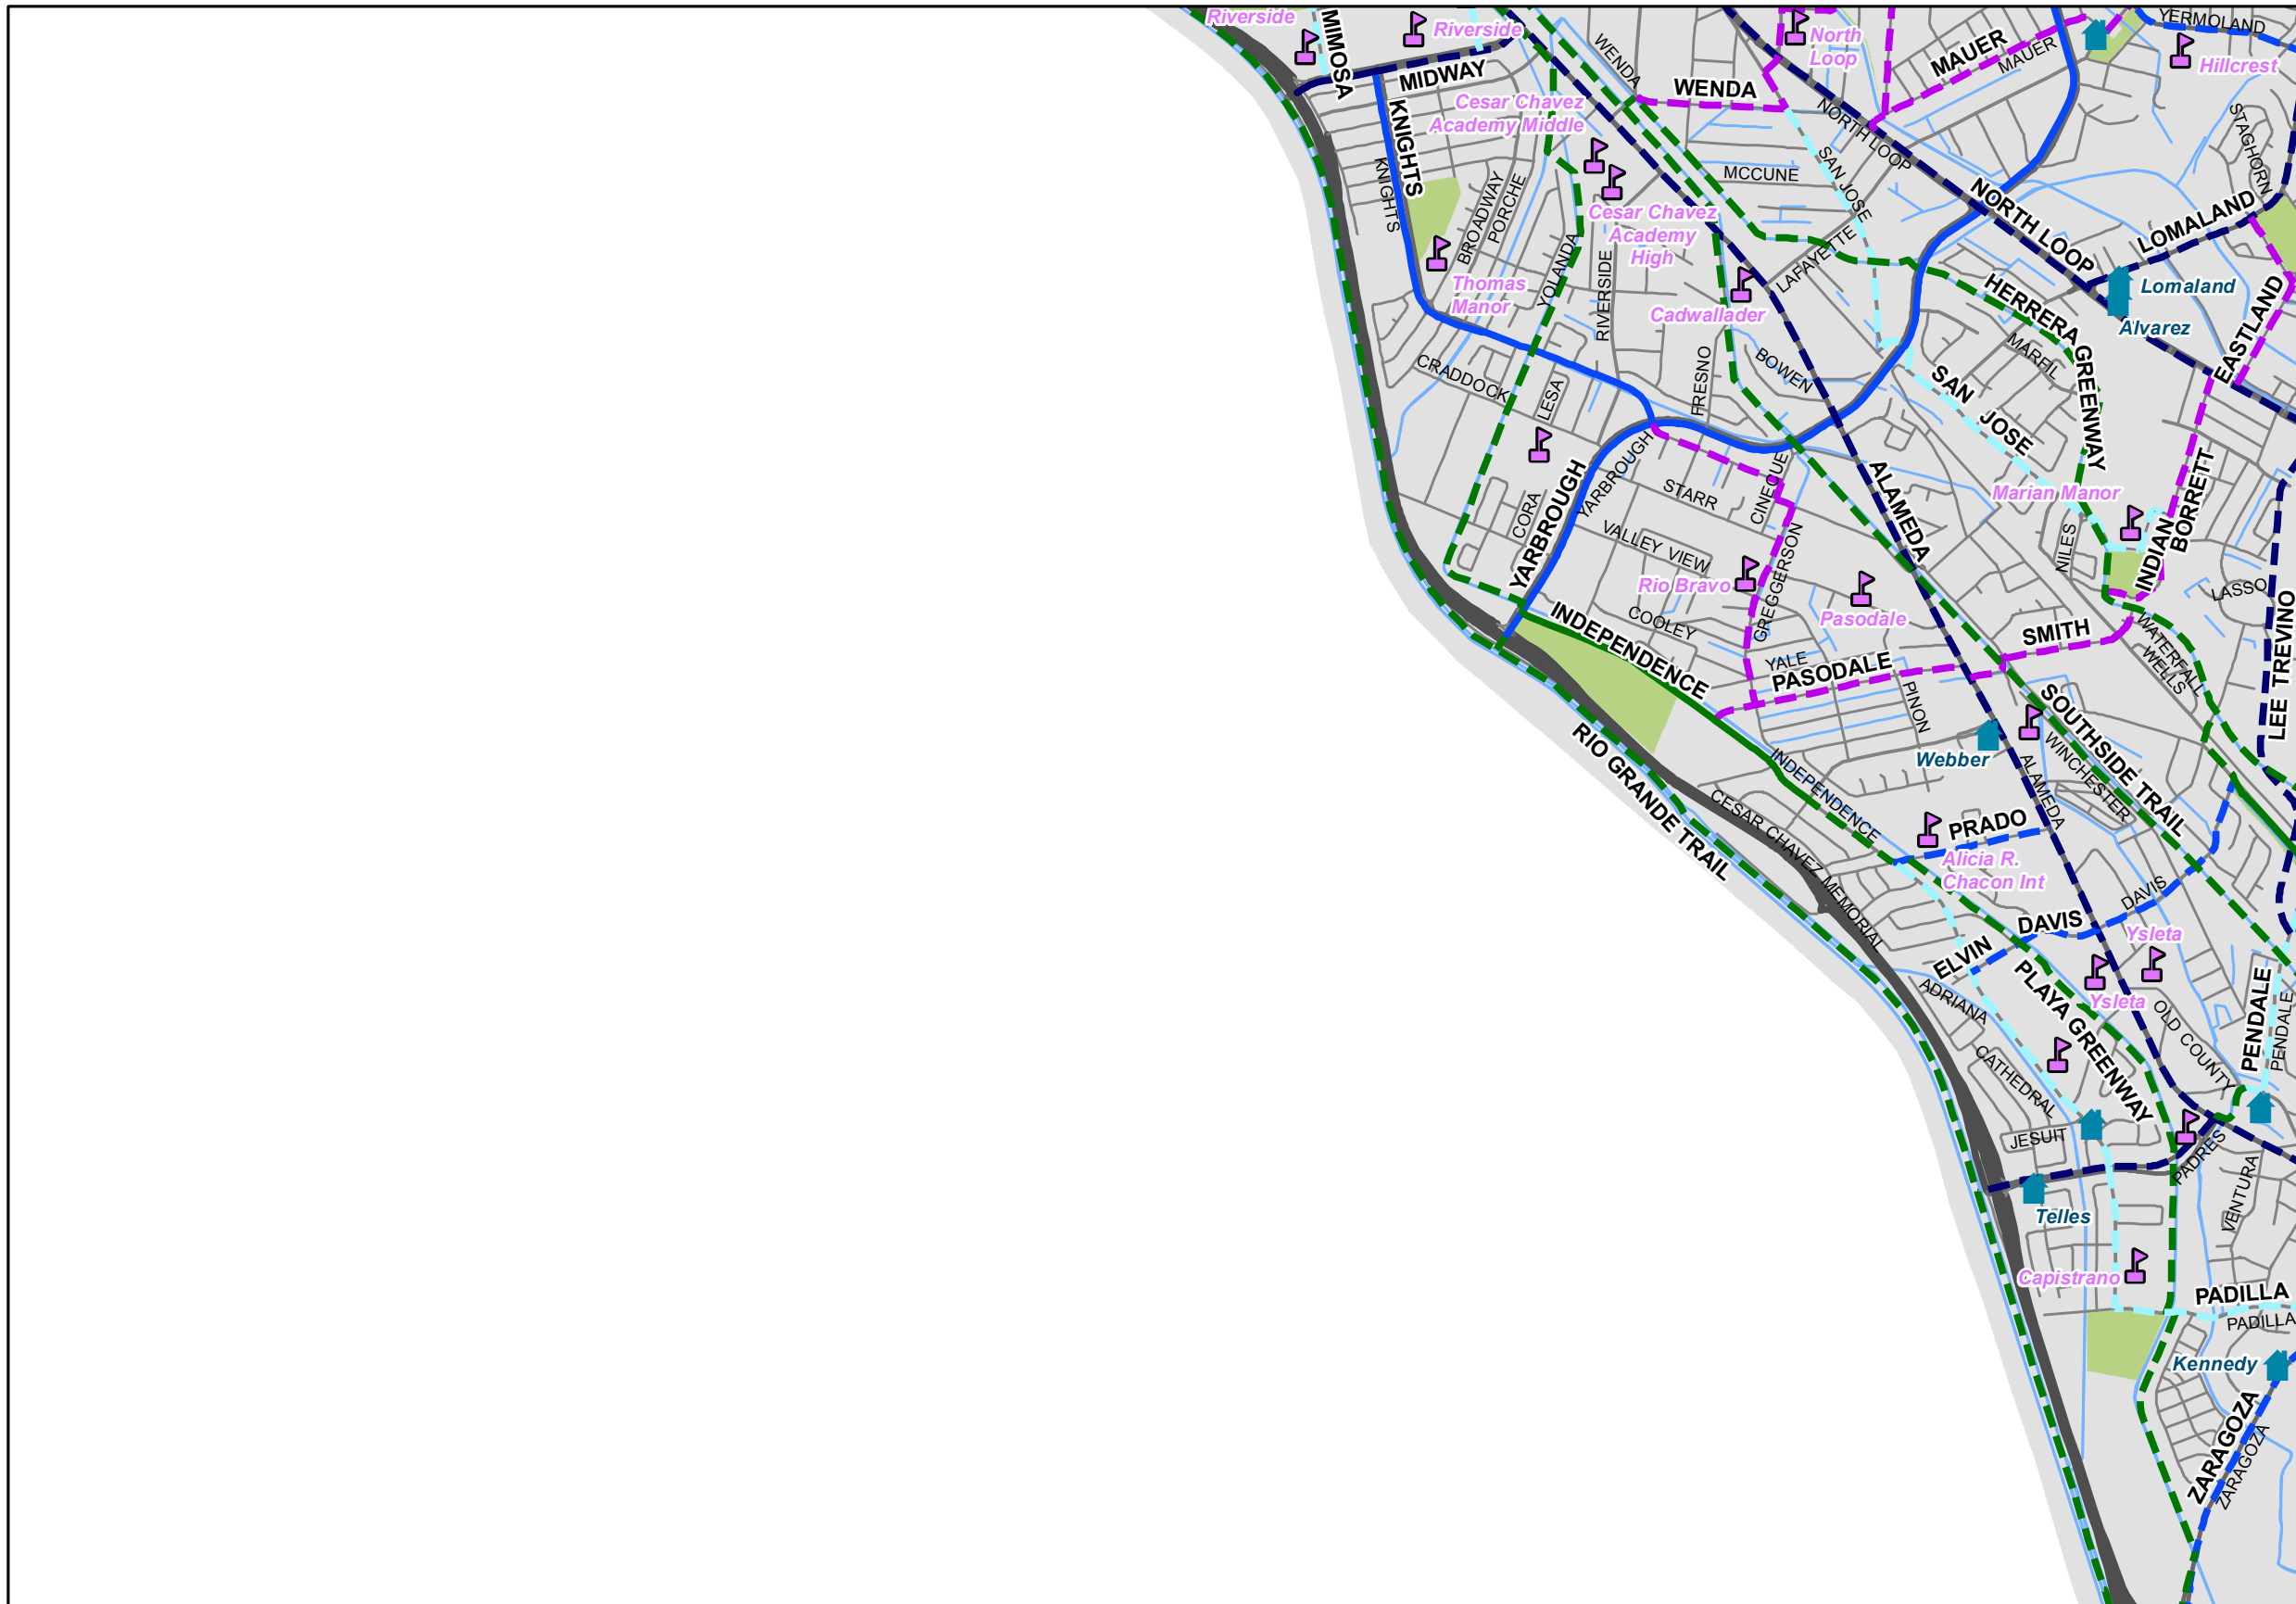 Riverside
MIMOSA
Riverside
MIDWAY
KNIGHTS
KNIGHTS
Cesar Chavez
Academy Middle
WENDA
WENDA
North
Loop
MAUER
MAUER
YERMOLAND
Hillcrest
STAGHORN
NORTH LOOP
SAN JOSE
MCCUNE
BROADWAY
PORCHE
Cesar Chavez
Academy
High
NORTH LOOP
LOMALAND
Thomas
Manor
YOLANDA
RIVERSIDE
Cadwallader
LAFAYETTE
HERRERA GREENWAY
Lomaland
Alvarez
EASTLAND
CRADDOCK
LESA
FRESNO
BOWEN
MARFIL
SAN JOSE
YARBROUGH
YARBROUGH
CORA
STARR
CINECUE
ALAMEDA
Marian Manor
BORRETT
INDIAN
VALLEY VIEW
Rio Bravo
GREGGERSON
Pasodale
NILES
LASSO
INDEPENDENCE
COOLEY
YALE
PASODALE
SMITH
WATERFALL
WELLS
LEE TREVINO
PINON
RIO GRANDE TRAIL
Webber
SOUTHSIDE TRAIL
WINCHESTER
ALAMEDA
INDEPENDENCE
CESAR CHAVEZ MEMORIAL
PRADO
Alicia R.
Chacon Int
DAVIS
DAVIS
Ysleta
ELVIN
ADRIANA
PLAYA GREENWAY
Ysleta
OLD COUNTY
PENDALE
PENDALE
CATHEDRAL
JESUIT
PADRES
VENTURA
Telles
Capistrano
PADILLA
PADILLA
Kennedy
ZARAGOZA
ZARAGOZA